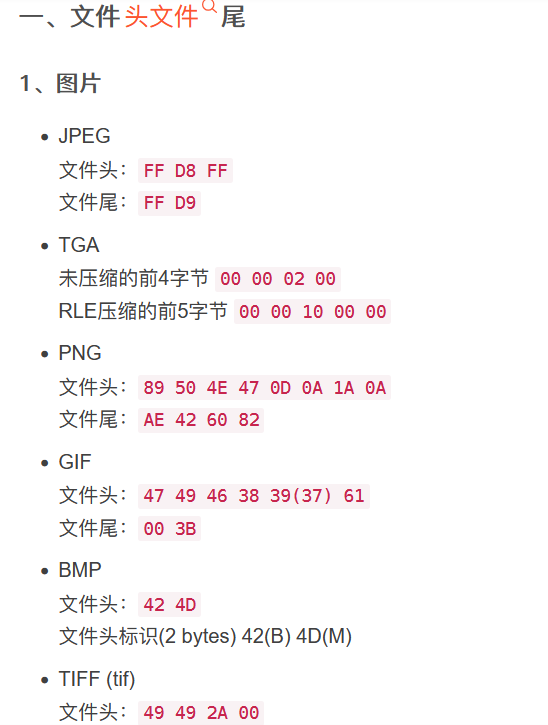 一、文件头文件尾
1、图片
JPEG
文件头：FF D8 FF
文件尾：FF D9
TGA
未压缩的前4字节 00 00 02 00
RLE压缩的前5字节 00 00 10 00 00
PNG
文件头：89 50 4E 47 0D 0A 1A 0A
文件尾：AE 42 60 82
GIF
文件头：47 49 46 38 39(37) 61
文件尾：00 3B
BMP
文件头：42 4D
文件头标识(2 bytes) 42(B) 4D(M)
TIFF (tif)
文件头：49 49 2A 00